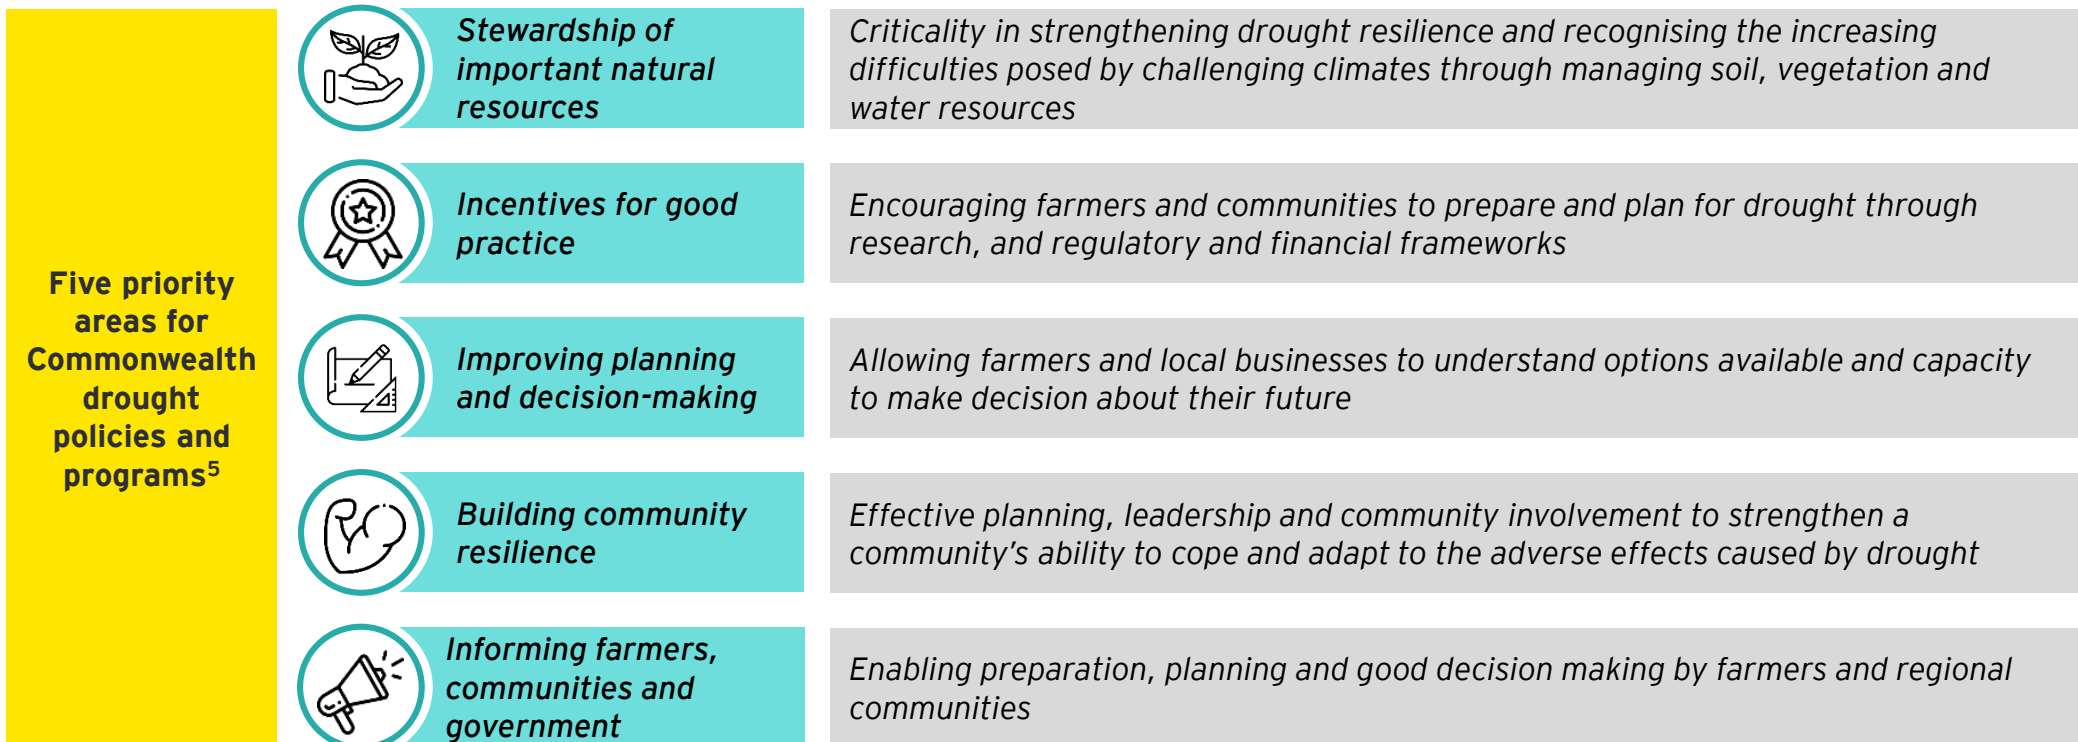 Five priority
areas for
Commonwealth
drought
policies and
programs⁵
Stewardship of
important natural
resources
Criticality in strengthening drought resilience and recognising the increasing
difficulties posed by challenging climates through managing soil, vegetation and
water resources
Incentives for good
practice
Encouraging farmers and communities to prepare and plan for drought through
research, and regulatory and financial frameworks
Improving planning
and decision-making
Allowing farmers and local businesses to understand options available and capacity
to make decision about their future
Building community
resilience
Effective planning, leadership and community involvement to strengthen a
community’s ability to cope and adapt to the adverse effects caused by drought
Informing farmers,
communities and
government
Enabling preparation, planning and good decision making by farmers and regional
communities